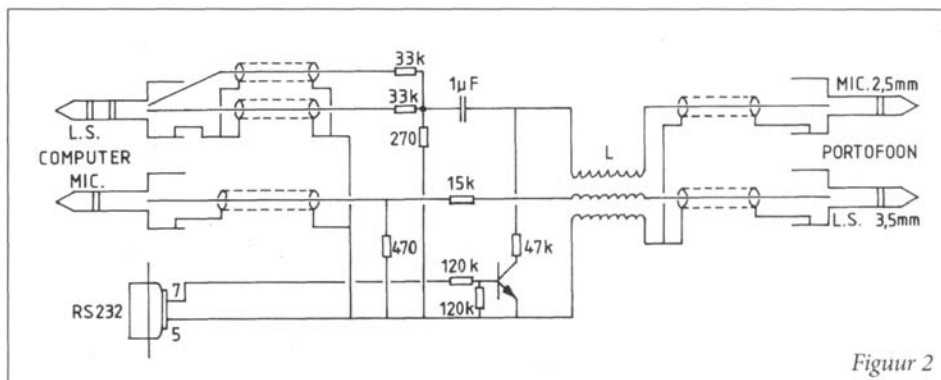 33k
1µF
MIC. 2,5mm
L.S.
33k
COMPUTER
270
L
PORTOFOON
MIC.
15k
L.S. 3,5mm
470
47k
120k
7
RS232
120k
5
Figuur 2